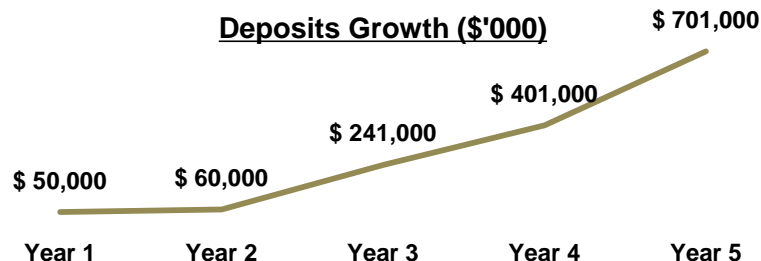 Deposits Growth ($'000)
$ 701,000
$ 401,000
$ 241,000
$ 50,000 $ 60,000
Year 1 Year 2 Year 3 Year 4 Year 5